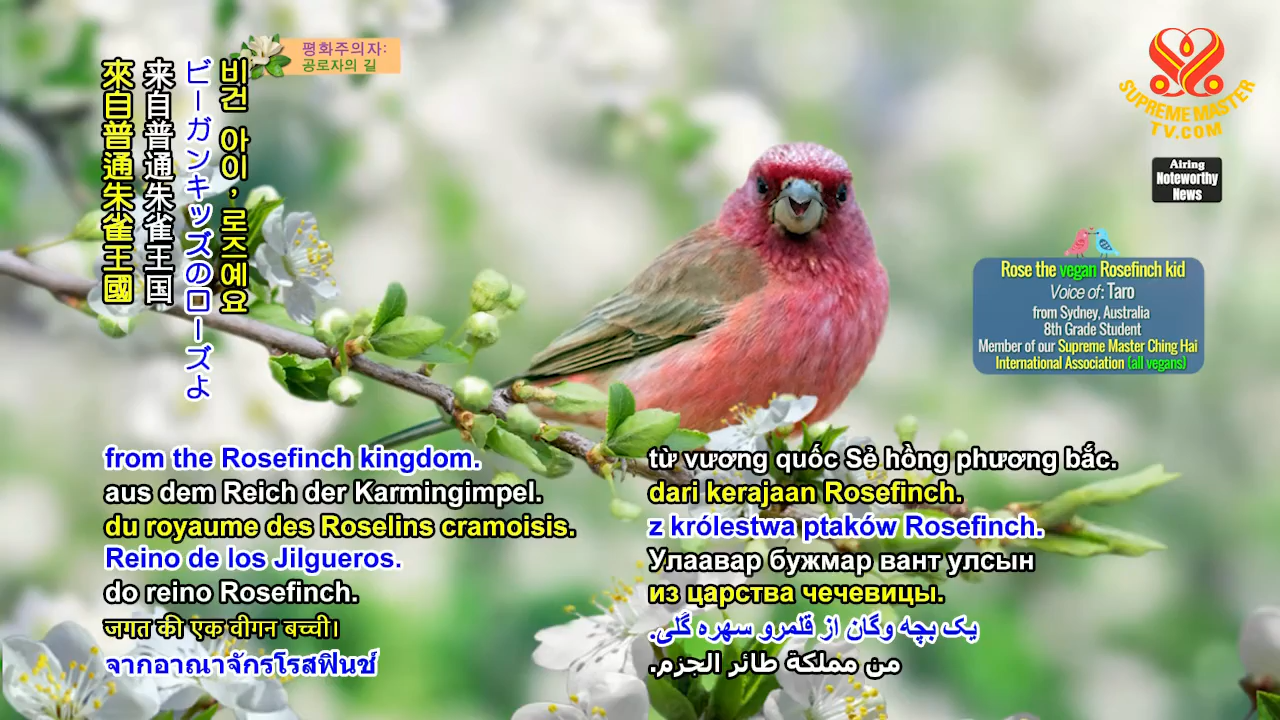 평화주의자:
공로자의 길
SUPREME MASTER
TV.COM
Airing
Noteworthy
News
비건 아이, 로즈예요
ビーガンキッズのローズよ
来自普通朱雀王国
來自普通朱雀王國
Rose the vegan Rosefinch kid
Voice of: Taro
from Sydney, Australia
8th Grade Student
Member of our Supreme Master Ching Hai
International Association (all vegans)
from the Rosefinch kingdom.
aus dem Reich der Karmingimpel.
du royaume des Roselins cramoisis.
Reino de los Jilgueros.
do reino Rosefinch.
जगत की एक वीगन बच्ची।
จากอาณาจักรโรสฟินช์
từ vương quốc Sẻ hồng phương bắc.
dari kerajaan Rosefinch.
z królestwa ptaków Rosefinch.
Улаавар бужмар вант улсын
из царства чечевицы.
یک بچه وگان از قلمرو سهره گلی.
من مملكة طائر الحزم.